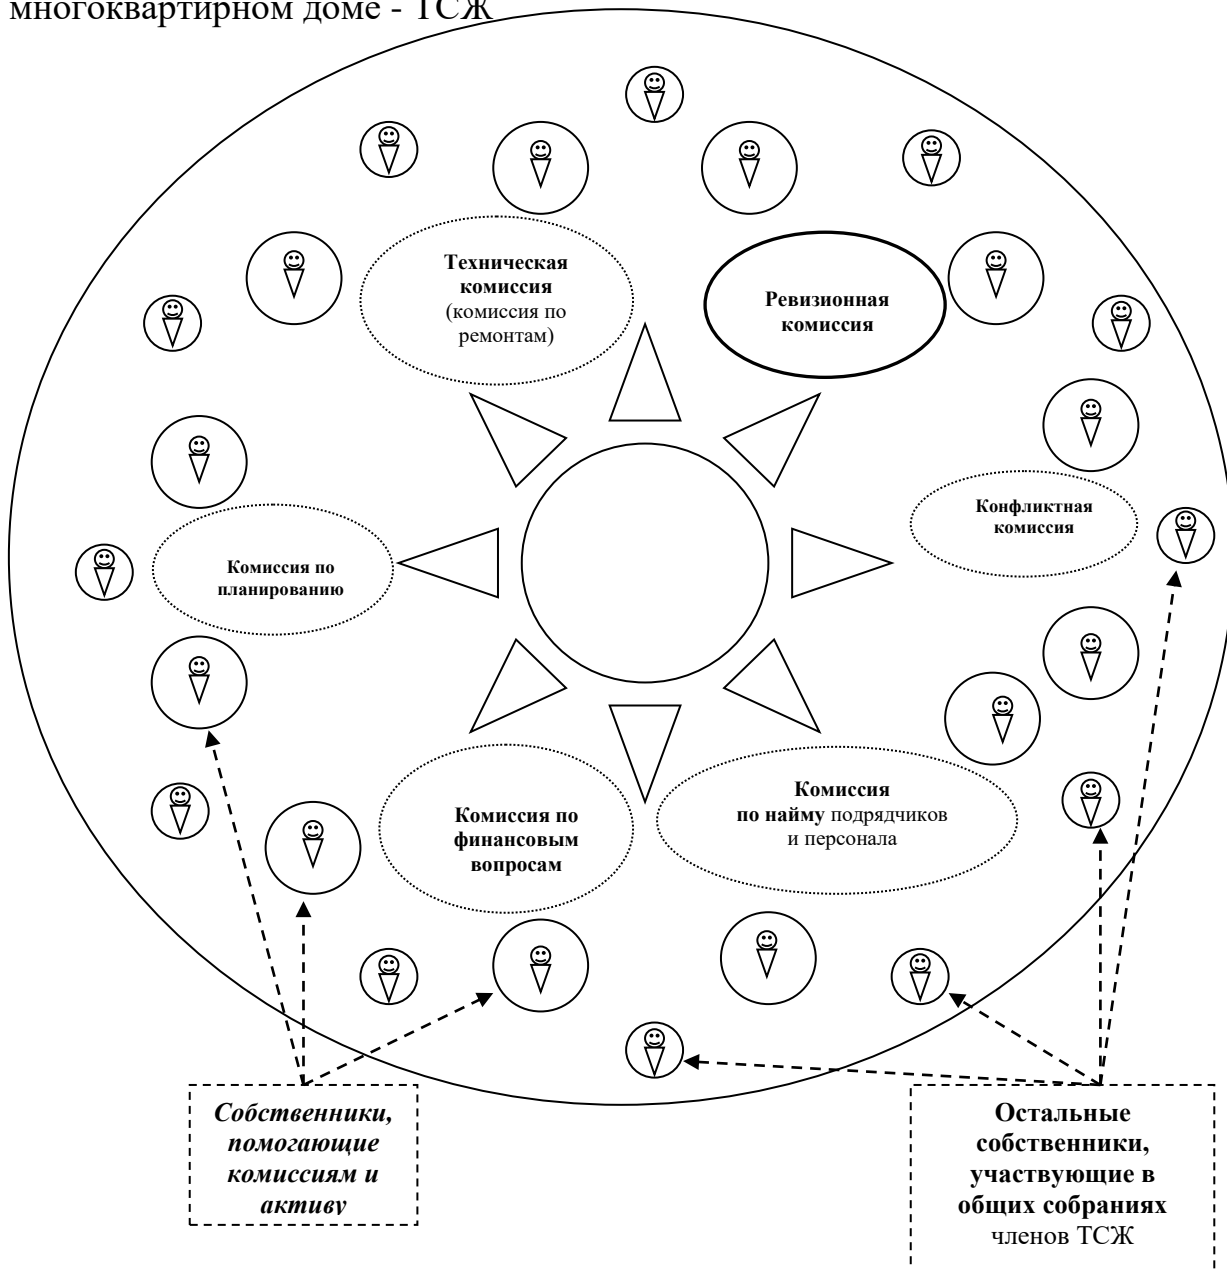 многоквартирном доме - ТСЖ
Техническая
комиссия
(комиссия по
ремонтам)
Ревизионная
комиссия
Конфликтная
комиссия
Комиссия по
планированию
Комиссия по
финансовым
вопросам
Комиссия
по найму подрядчиков
и персонала
Собственники,
помогающие
комиссиям и
активу
Остальные
собственники,
участвующие в
общих собраниях
членов ТСЖ